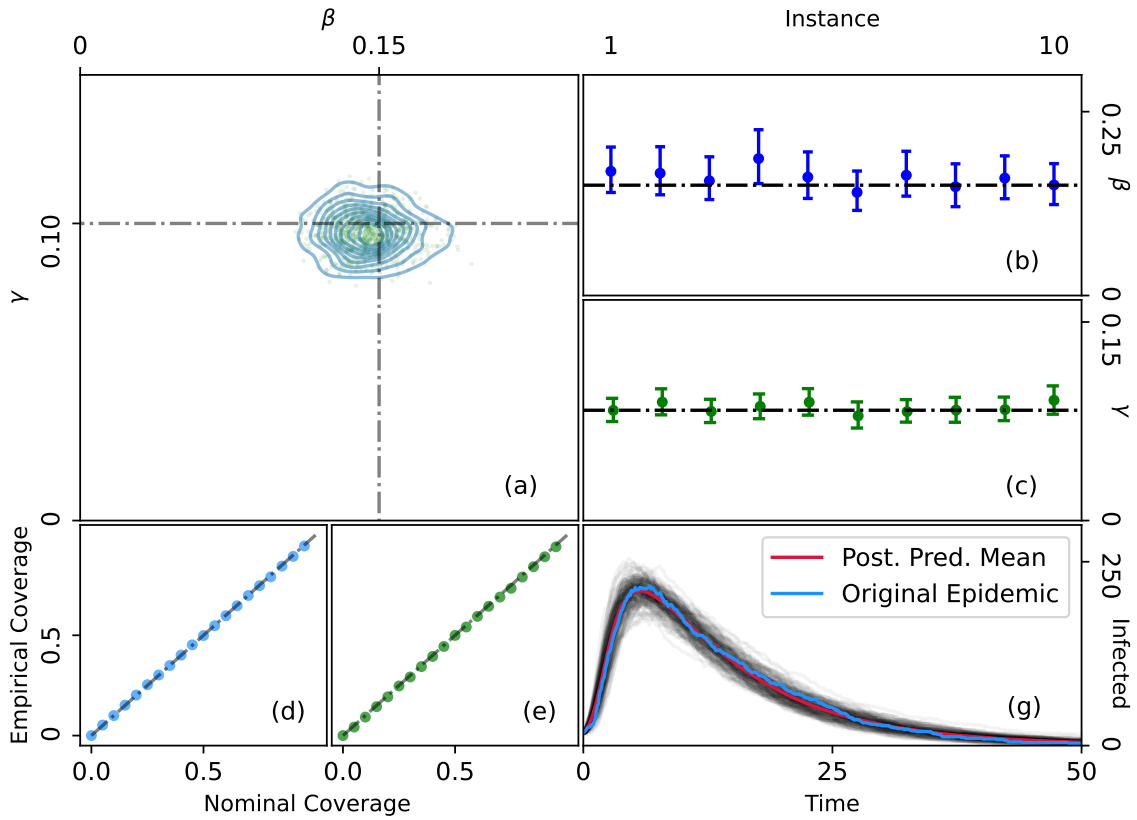 β
0
0.15
Instance
1
10
γ
0.10
0
(a)
0.25
β
0
(b)
0.15
γ
0
(c)
Empirical Coverage
0.5
0
(d)
(e)
0.0
0.5
0.0
0.5
Nominal Coverage
Post. Pred. Mean
Original Epidemic
250
Infected
0
(g)
0
25
50
Time